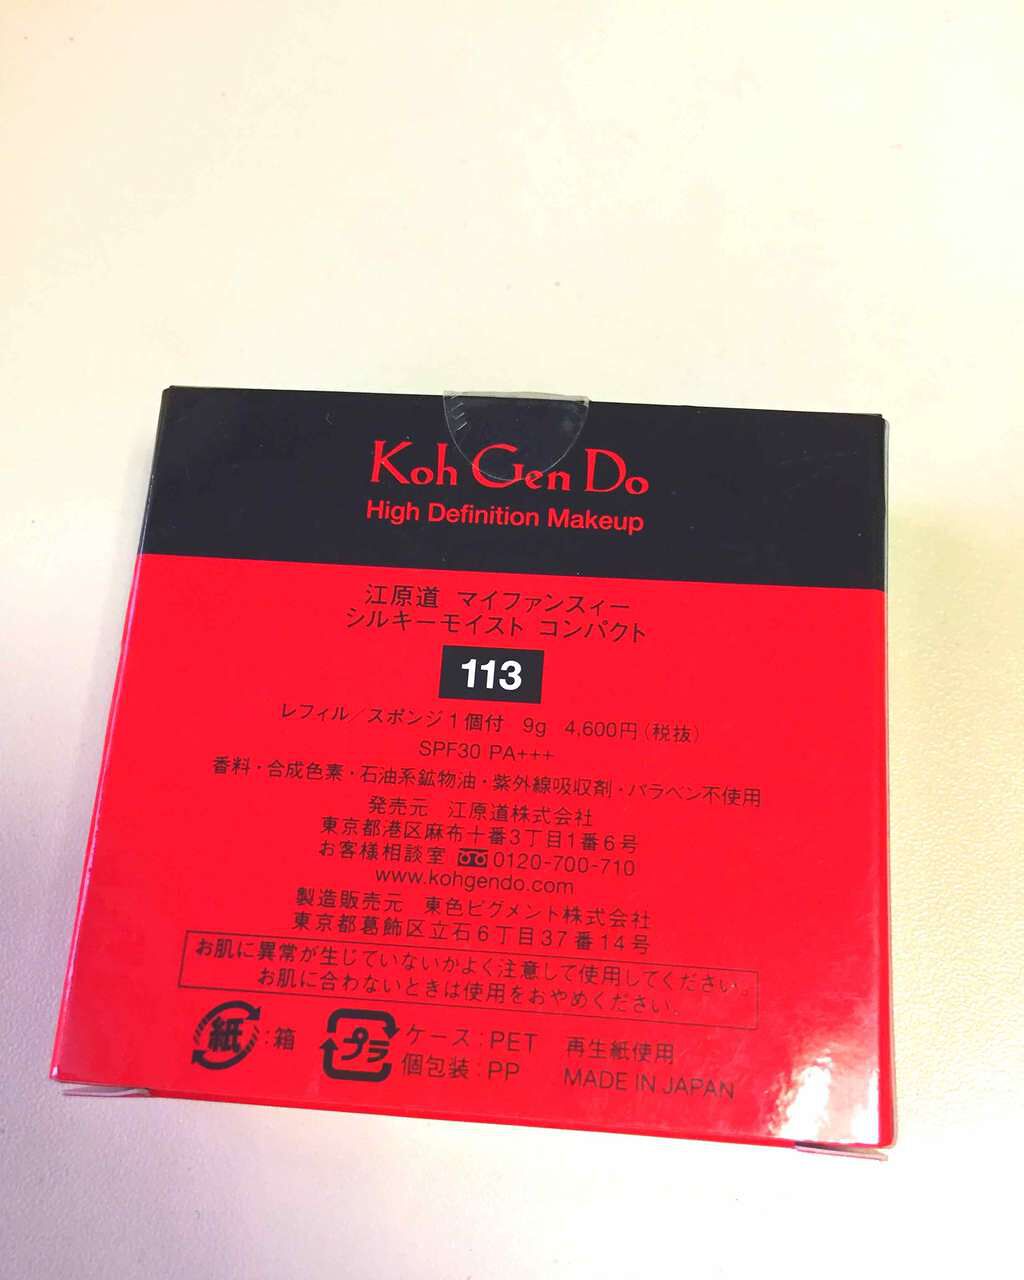 Koh Gen Do
High Definition Makeup
江原道 マイファンスィー
シルキーモイスト コンパクト
113
レフィル/スポンジ1個付 9g 4,600円(税抜)
SPF30 PA+++
香料・合成色素・石油系鉱物油・紫外線吸収剤・パラベン不使用
発売元 江原道株式会社
東京都港区麻布十番3丁目1番6号
お客様相談室 0120-700-710
www.kohgendo.com
製造販売元 東色ピグメント株式会社
東京都葛飾区立石6丁目37番14号
お肌に異常が生じていないかよく注意して使用してください。
お肌に合わないときは使用をおやめください。
紙 :箱
プラ ケース:PET 再生紙使用
個包装:PP MADE IN JAPAN